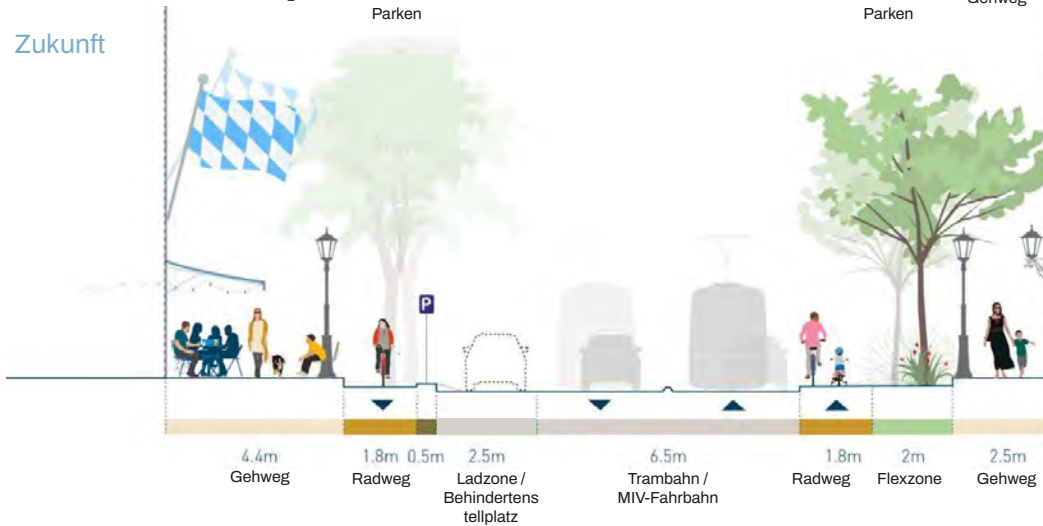 Parken
Parken
Gehweg
Zukunft
P
4.4m
1.8m
0.5m
2.5m
6.5m
1.8m
2m
2.5m
Gehweg
Radweg
Ladzone /
Behindertens
tellplatz
Trambahn /
MIV-Fahrbahn
Radweg
Flexzone
Gehweg